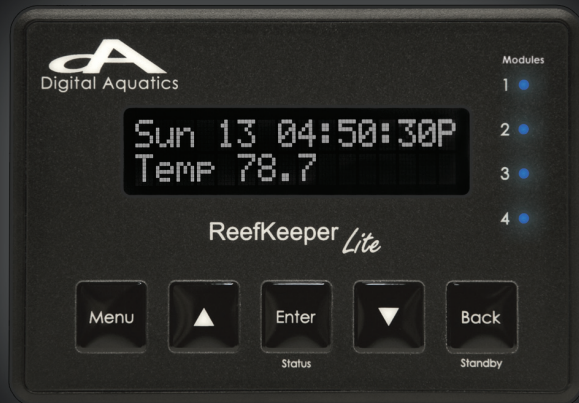 dA
Digital Aquatics
Modules
1
2
3
4
Sun 13 04:50:30P
Temp 78.7
ReefKeeper Lite
Menu
Enter
Back
Status
Standby